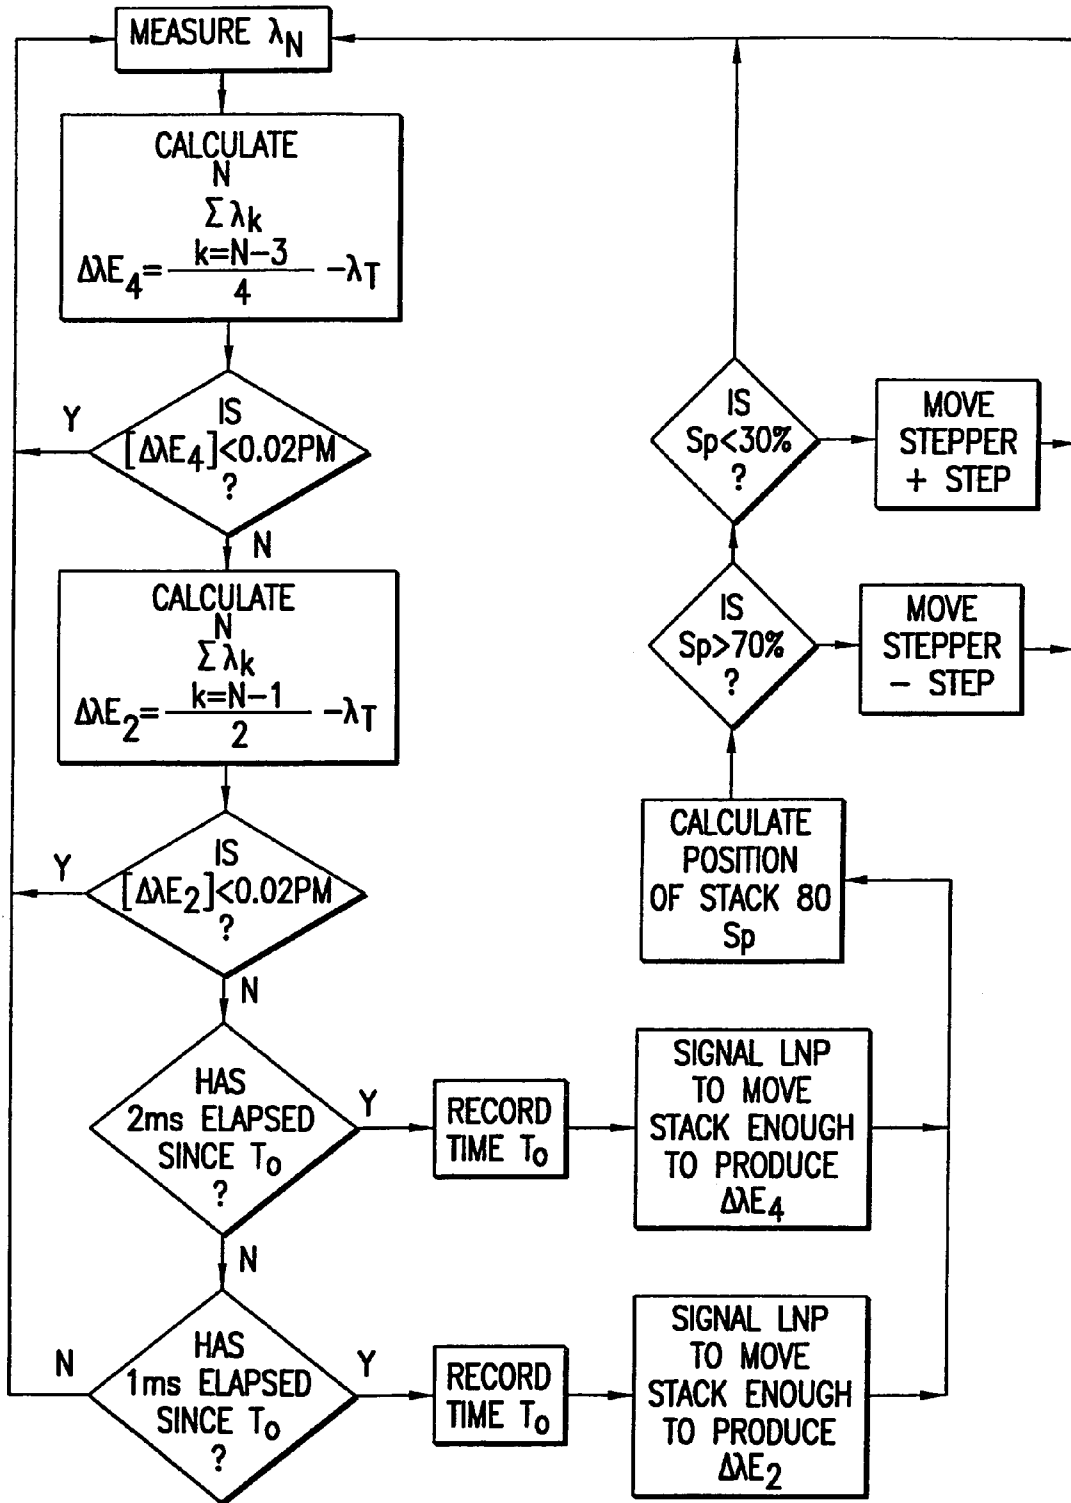 MEASURE λN
CALCULATE
N
Σ λk
k=N-3
ΔλE4= 4 -λT
IS
[ΔλE4]<0.02PM
?
Y
N
CALCULATE
N
Σ λk
k=N-1
ΔλE2= 2 -λT
IS
[ΔλE2]<0.02PM
?
Y
N
HAS
2ms ELAPSED
SINCE To
?
Y
N
HAS
1ms ELAPSED
SINCE To
?
N
Y
RECORD
TIME To
SIGNAL LNP
TO MOVE
STACK ENOUGH
TO PRODUCE
ΔλE4
RECORD
TIME To
SIGNAL LNP
TO MOVE
STACK ENOUGH
TO PRODUCE
ΔλE2
CALCULATE
POSITION
OF STACK 80
Sp
IS
Sp>70%
?
MOVE
STEPPER
- STEP
IS
Sp<30%
?
MOVE
STEPPER
+ STEP